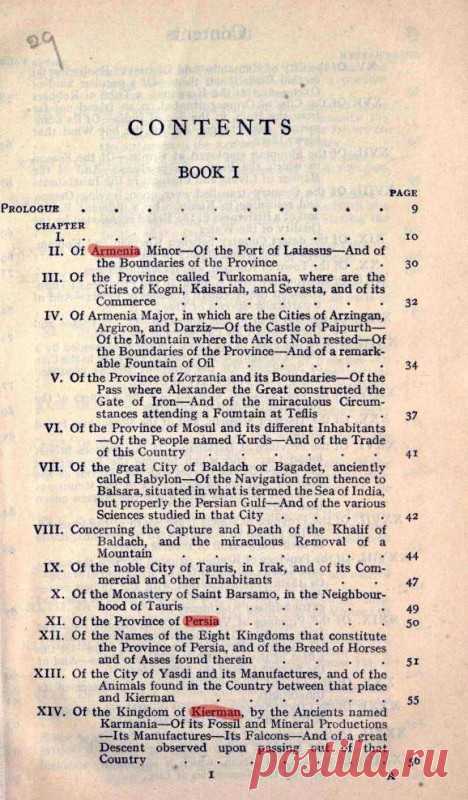 29
CONTENTS
BOOK I
PAGE
PROLOGUE . . . . . . . . . . . 9
CHAPTER
I. . . . . . . . . . . . 10
II. Of Armenia Minor—Of the Port of Laiassus—And of
the Boundaries of the Province . . . . 30
III. Of the Province called Turkomania, where are the
Cities of Kogni, Kaisariah, and Sevasta, and of its
Commerce . . . . . . . 32
IV. Of Armenia Major, in which are the Cities of Arzingan,
Argiron, and Darziz—Of the Castle of Paipurth—
Of the Mountain where the Ark of Noah rested—Of
the Boundaries of the Province—And of a remark-
able Fountain of Oil . . . . . 34
V. Of the Province of Zorzania and its Boundaries—Of the
Pass where Alexander the Great constructed the
Gate of Iron—And of the miraculous Circum-
stances attending a Fountain at Teflis . . 37
VI. Of the Province of Mosul and its different Inhabitants
—Of the People named Kurds—And of the Trade
of this Country . . . . . . 41
VII. Of the great City of Baldach or Bagadet, anciently
called Babylon—Of the Navigation from thence to
Balsara, situated in what is termed the Sea of India,
but properly the Persian Gulf—And of the various
Sciences studied in that City . . . . 42
VIII. Concerning the Capture and Death of the Khalif of
Baldach, and the miraculous Removal of a
Mountain . . . . . . . 44
IX. Of the noble City of Tauris, in Irak, and of its Com-
mercial and other Inhabitants . . . . 47
X. Of the Monastery of Saint Barsamo, in the Neighbour-
hood of Tauris . . . . . . 49
XI. Of the Province of Persia . . . . . 50
XII. Of the Names of the Eight Kingdoms that constitute
the Province of Persia, and of the Breed of Horses
and of Asses found therein . . . . 51
XIII. Of the City of Yasdi and its Manufactures, and of the
Animals found in the Country between that place
and Kierman . . . . . . . 55
XIV. Of the Kingdom of Kierman, by the Ancients named
Karmania—Of its Fossil and Mineral Productions
—Its Manufactures—Its Falcons—And of a great
Descent observed upon passing out of that
Country . . . . . . . 56
I A
posila.ru